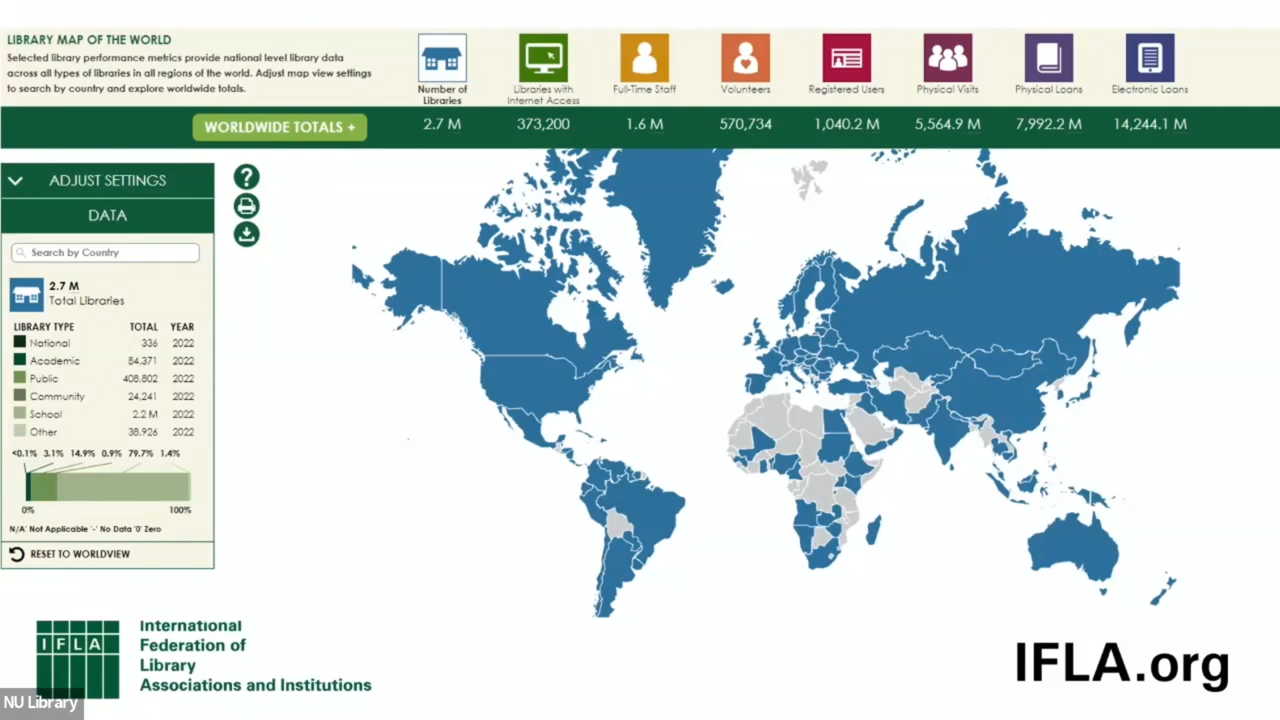 LIBRARY MAP OF THE WORLD
Selected library performance metrics provide national level library data
across all types of libraries in all regions of the world. Adjust map view settings
to search by country and explore worldwide totals.
Number of
Libraries
Libraries with
Internet Access
Full-Time Staff
Volunteers
Registered Users
Physical Visits
Physical Loans
Electronic Loans
WORLDWIDE TOTALS +
2.7 M
373,200
1.6 M
570,734
1,040.2 M
5,564.9 M
7,992.2 M
14,244.1 M
ADJUST SETTINGS
DATA
Search by Country
2.7 M
Total Libraries
LIBRARY TYPE TOTAL YEAR
National 336 2022
Academic 84,371 2022
Public 408,802 2022
Community 24,241 2022
School 2.2 M 2022
Other 38,926 2022
<0.1% 3.1% 14.9% 0.9% 79.7% 1.4%
0% 100%
N/A' Not Applicable '-' No Data '0' Zero
RESET TO WORLDVIEW
?
IFLA
International
Federation of
Library
Associations and Institutions
IFLA.org
NU Library